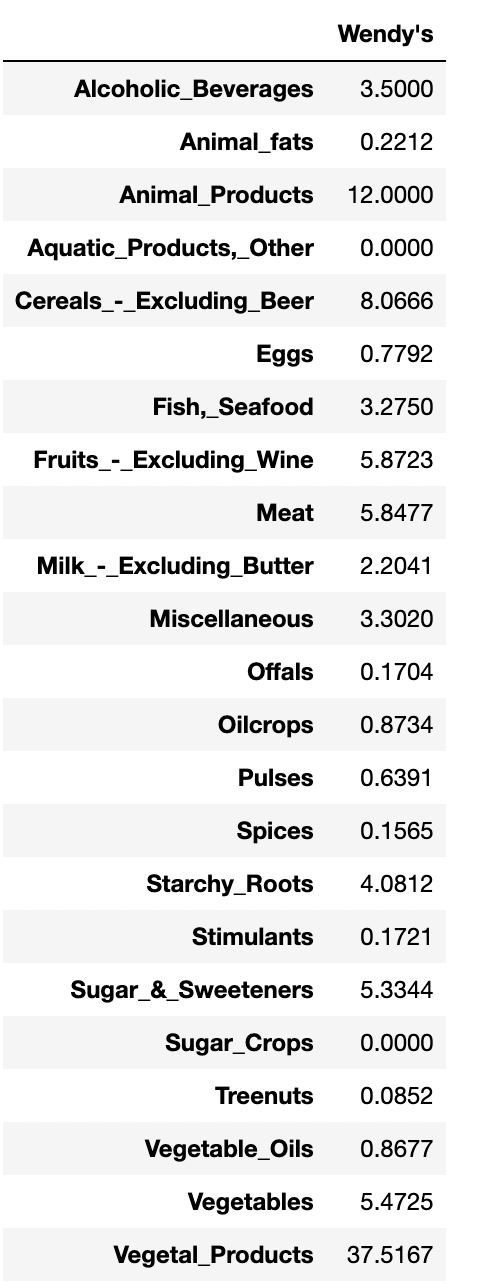 Wendy's
Alcoholic_Beverages 3.5000
Animal_fats 0.2212
Animal_Products 12.0000
Aquatic_Products,_Other 0.0000
Cereals_-_Excluding_Beer 8.0666
Eggs 0.7792
Fish,_Seafood 3.2750
Fruits_-_Excluding_Wine 5.8723
Meat 5.8477
Milk_-_Excluding_Butter 2.2041
Miscellaneous 3.3020
Offals 0.1704
Oilcrops 0.8734
Pulses 0.6391
Spices 0.1565
Starchy_Roots 4.0812
Stimulants 0.1721
Sugar_&_Sweeteners 5.3344
Sugar_Crops 0.0000
Treenuts 0.0852
Vegetable_Oils 0.8677
Vegetables 5.4725
Vegetal_Products 37.5167